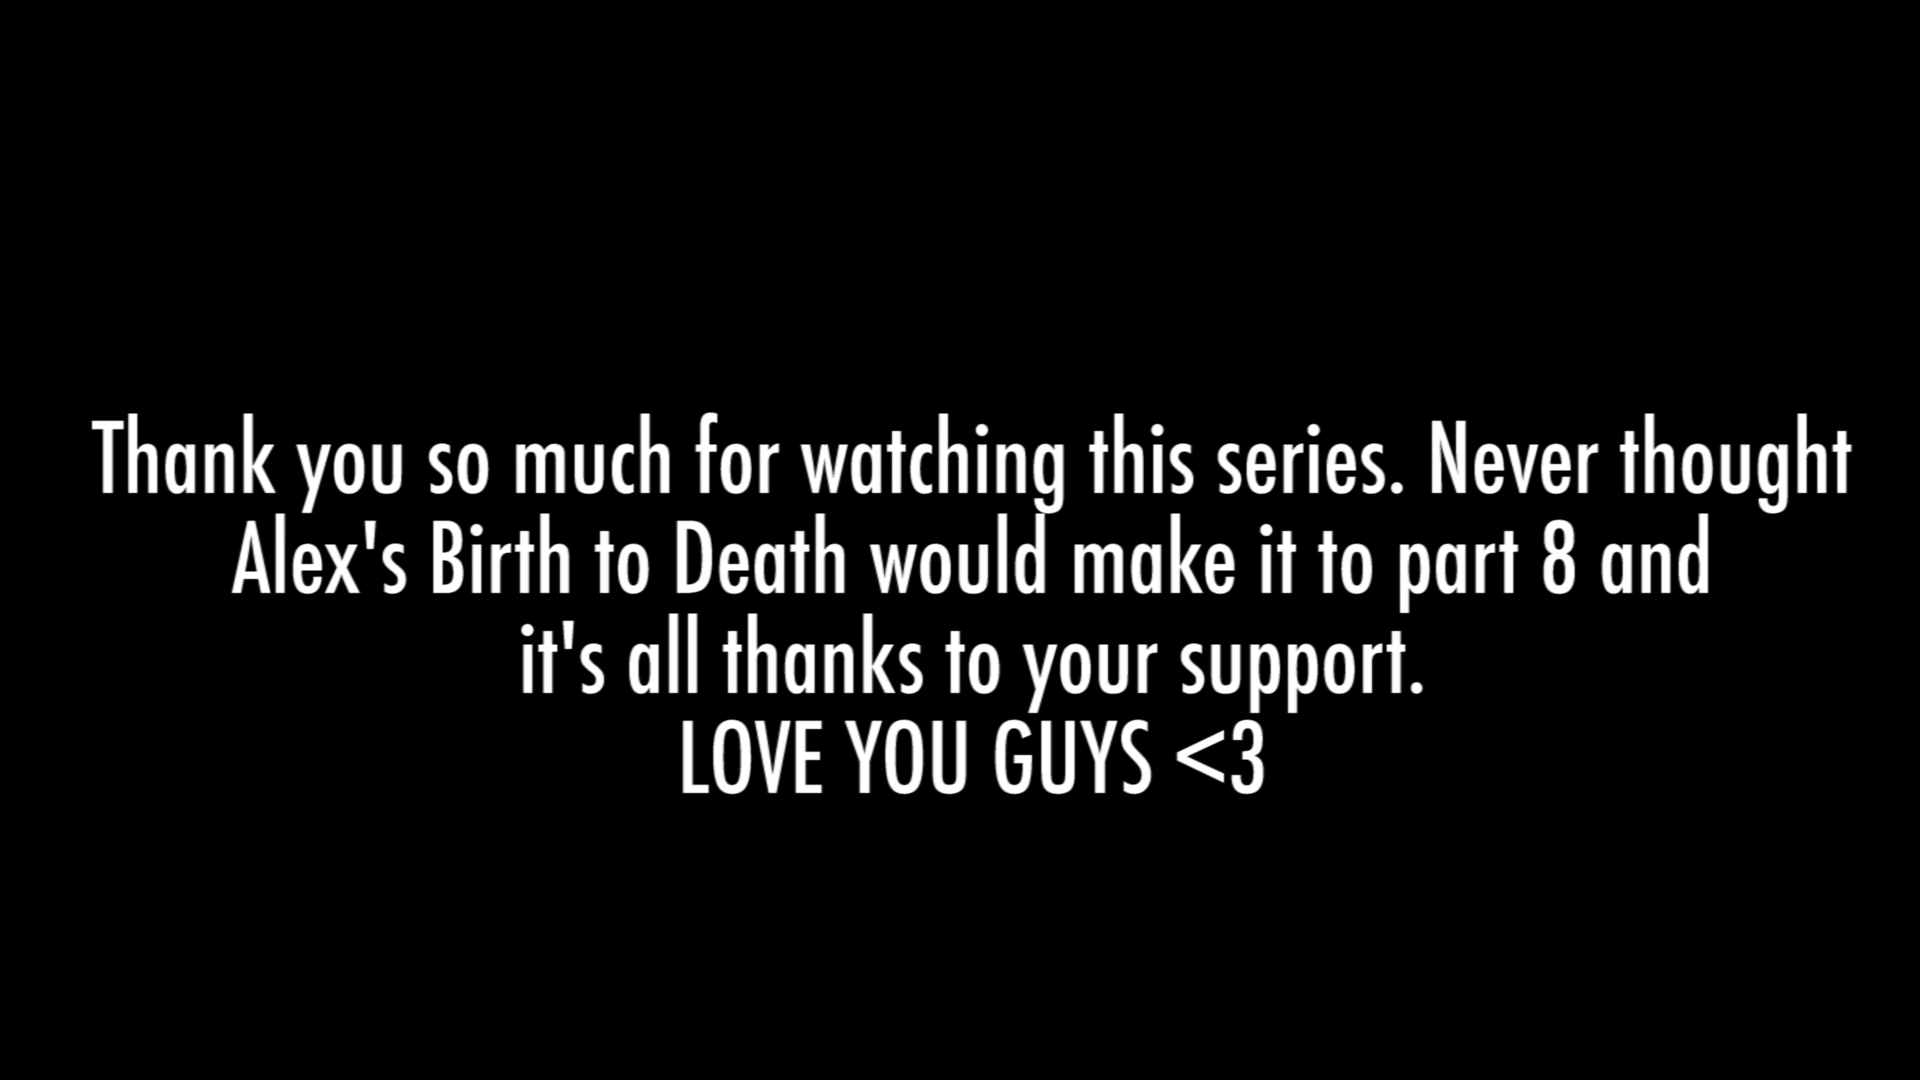 Thank you so much for watching this series. Never thought
Alex's Birth to Death would make it to part 8 and
it's all thanks to your support.
LOVE YOU GUYS <3